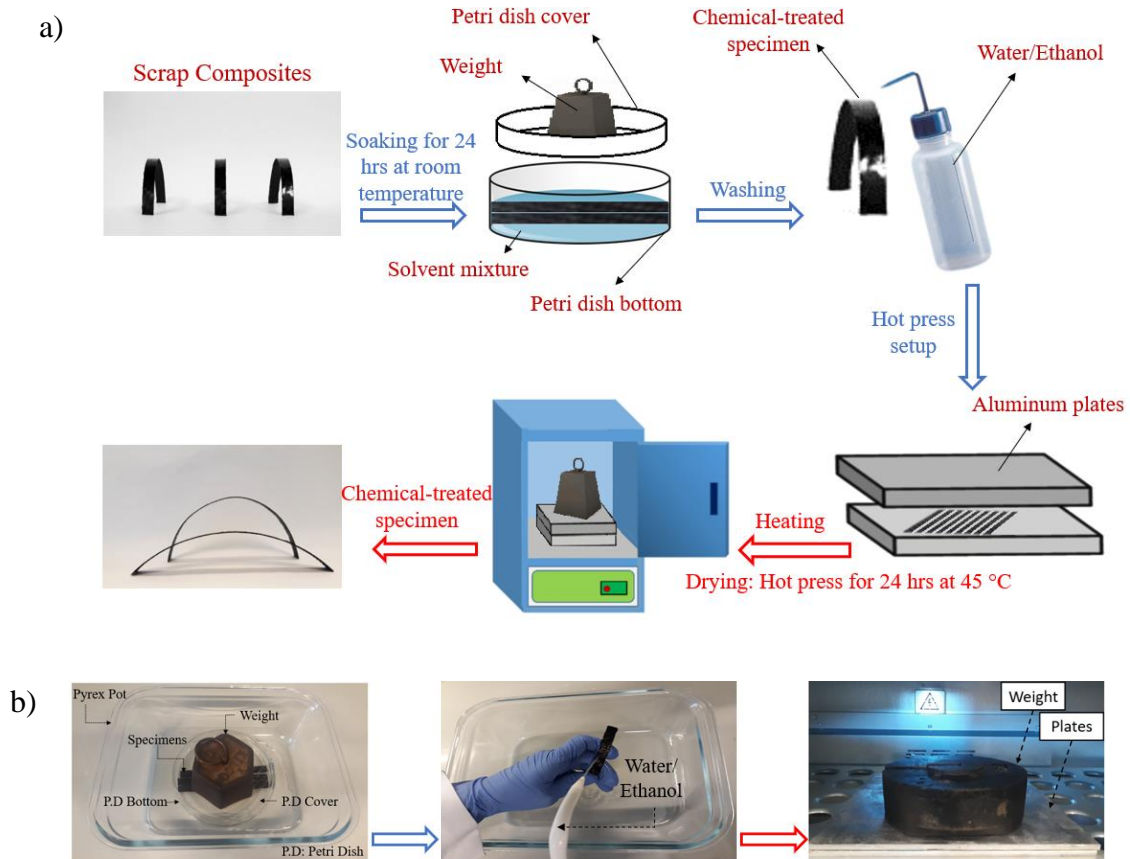 a)
Scrap Composites
Soaking for 24
hrs at room
temperature
Petri dish cover
Weight
Solvent mixture
Petri dish bottom
Washing
Chemical-treated
specimen
Water/Ethanol
Hot press
setup
Aluminum plates
Heating
Drying: Hot press for 24 hrs at 45 °C
Chemical-treated
specimen
b)
Pyrex Pot
Weight
Specimens
P.D Bottom
P.D Cover
P.D: Petri Dish
Water/
Ethanol
Weight
Plates